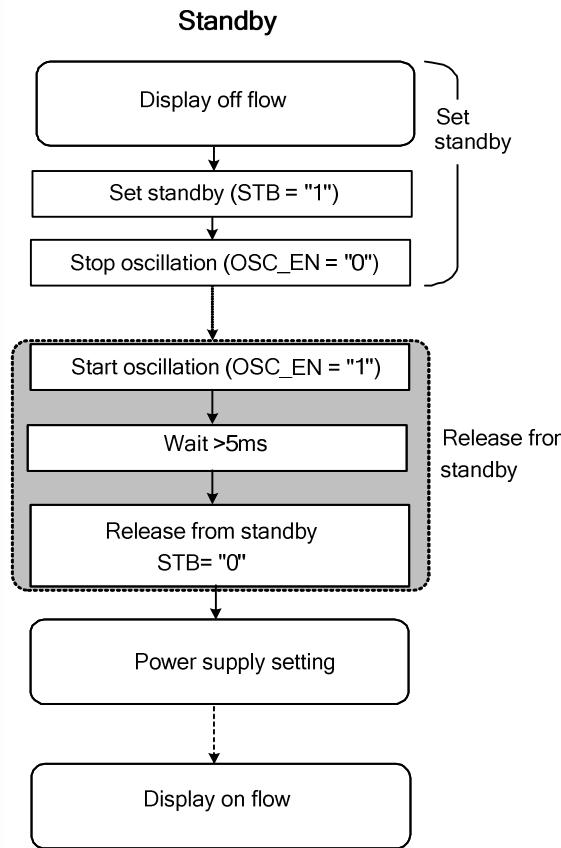 Standby
Display off flow
Set
standby
Set standby (STB = "1")
Stop oscillation (OSC_EN = "0")
Start oscillation (OSC_EN = "1")
Wait >5ms
Release from
standby
Release from standby
STB= "0"
Power supply setting
Display on flow